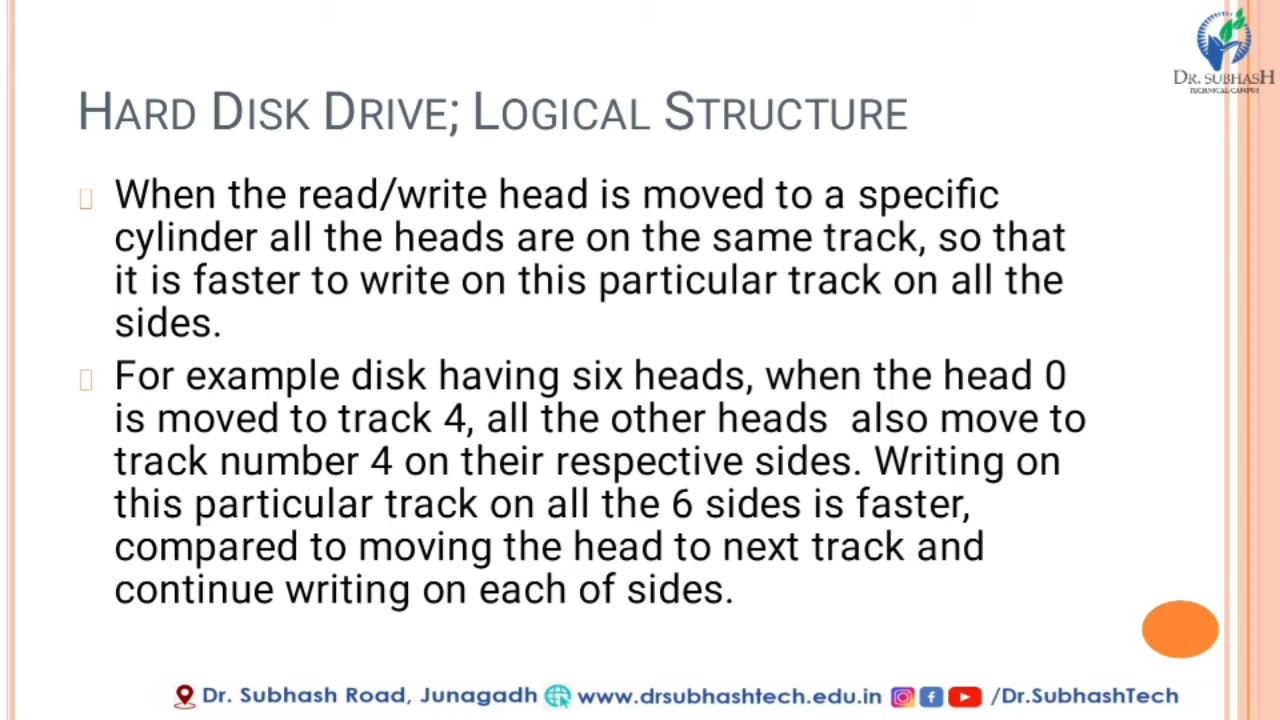 DR. SUBHASH
TECHNICAL CAMPUS
HARD DISK DRIVE; LOGICAL STRUCTURE
When the read/write head is moved to a specific
cylinder all the heads are on the same track, so that
it is faster to write on this particular track on all the
sides.
For example disk having six heads, when the head 0
is moved to track 4, all the other heads  also move to
track number 4 on their respective sides. Writing on
this particular track on all the 6 sides is faster,
compared to moving the head to next track and
continue writing on each of sides.
Dr. Subhash Road, Junagadh www.drsubhashtech.edu.in /Dr.SubhashTech